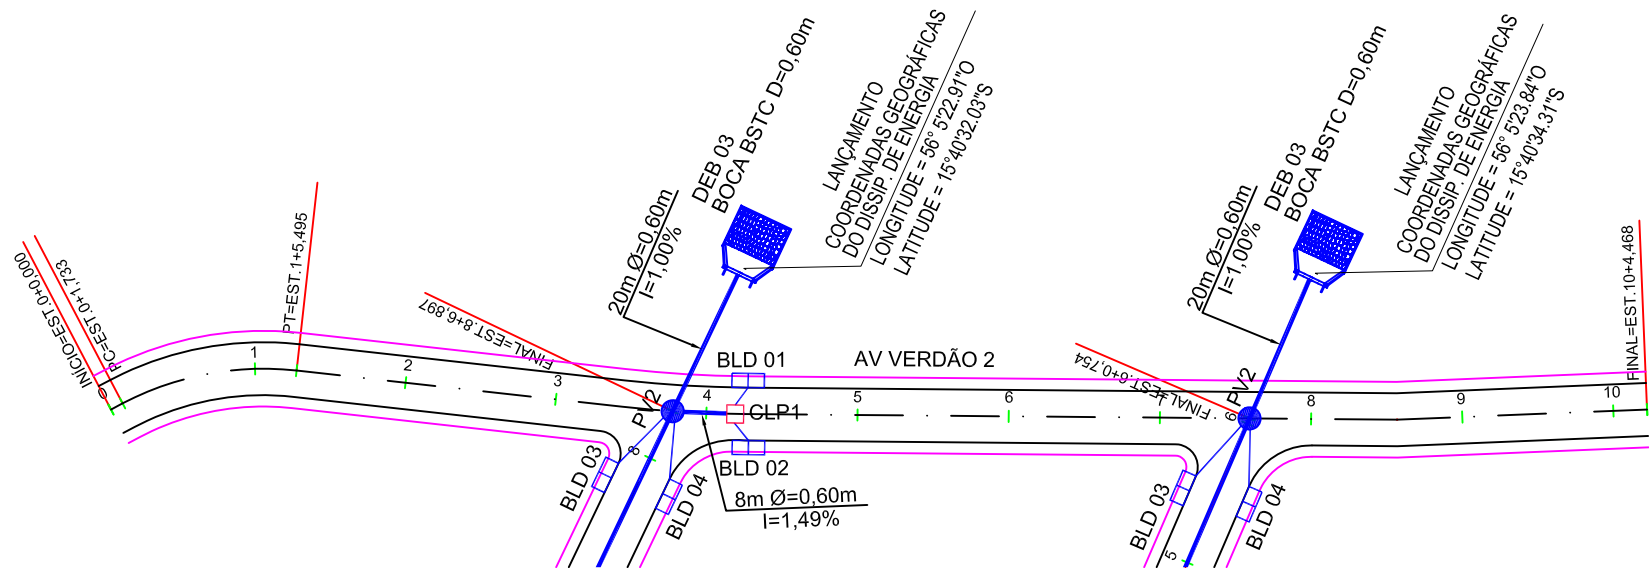 INÍCIO=EST.0+0,000
PC=EST.0+1,733
0
PT=EST.1+5,495
1
2
3
FINAL=EST.8+6,897
20m Ø=0,60m
I=1,00%
DEB 03
BOCA BSTC D=0,60m
LANÇAMENTO
COORDENADAS GEOGRÁFICAS
DO DISSIP. DE ENERGIA
LONGITUDE = 56° 5'22.91"O
LATITUDE = 15°40'32.03"S
PV2
BLD 01
4
CLP1
BLD 02
8
BLD 03
BLD 04
8m Ø=0,60m
I=1,49%
AV VERDÃO 2
5
6
7
FINAL=EST.6+0,754
20m Ø=0,60m
I=1,00%
DEB 03
BOCA BSTC D=0,60m
LANÇAMENTO
COORDENADAS GEOGRÁFICAS
DO DISSIP. DE ENERGIA
LONGITUDE = 56° 5'23.84"O
LATITUDE = 15°40'34.31"S
PV2
6
BLD 03
BLD 04
5
8
9
10
FINAL=EST.10+4,468